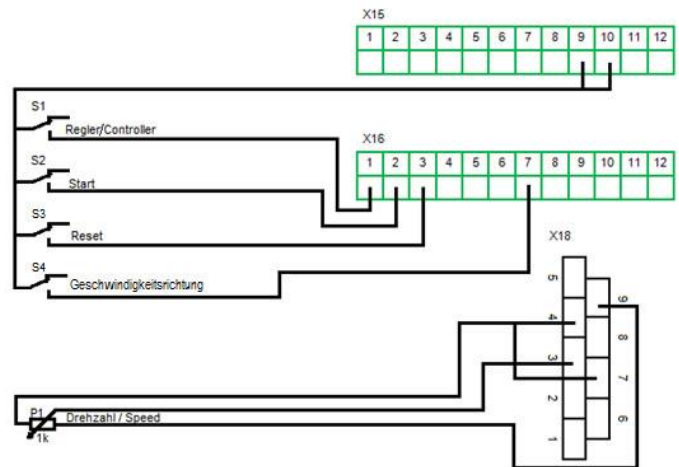 X15
1 2 3 4 5 6 7 8 9 10 11 12
S1
Regler/Controller
X16
1 2 3 4 5 6 7 8 9 10 11 12
S2
Start
S3
Reset
X18
S4
Geschwindigkeitsrichtung
5
9
4
8
3
7
2
6
1
P1
Drehzahl / Speed
1k